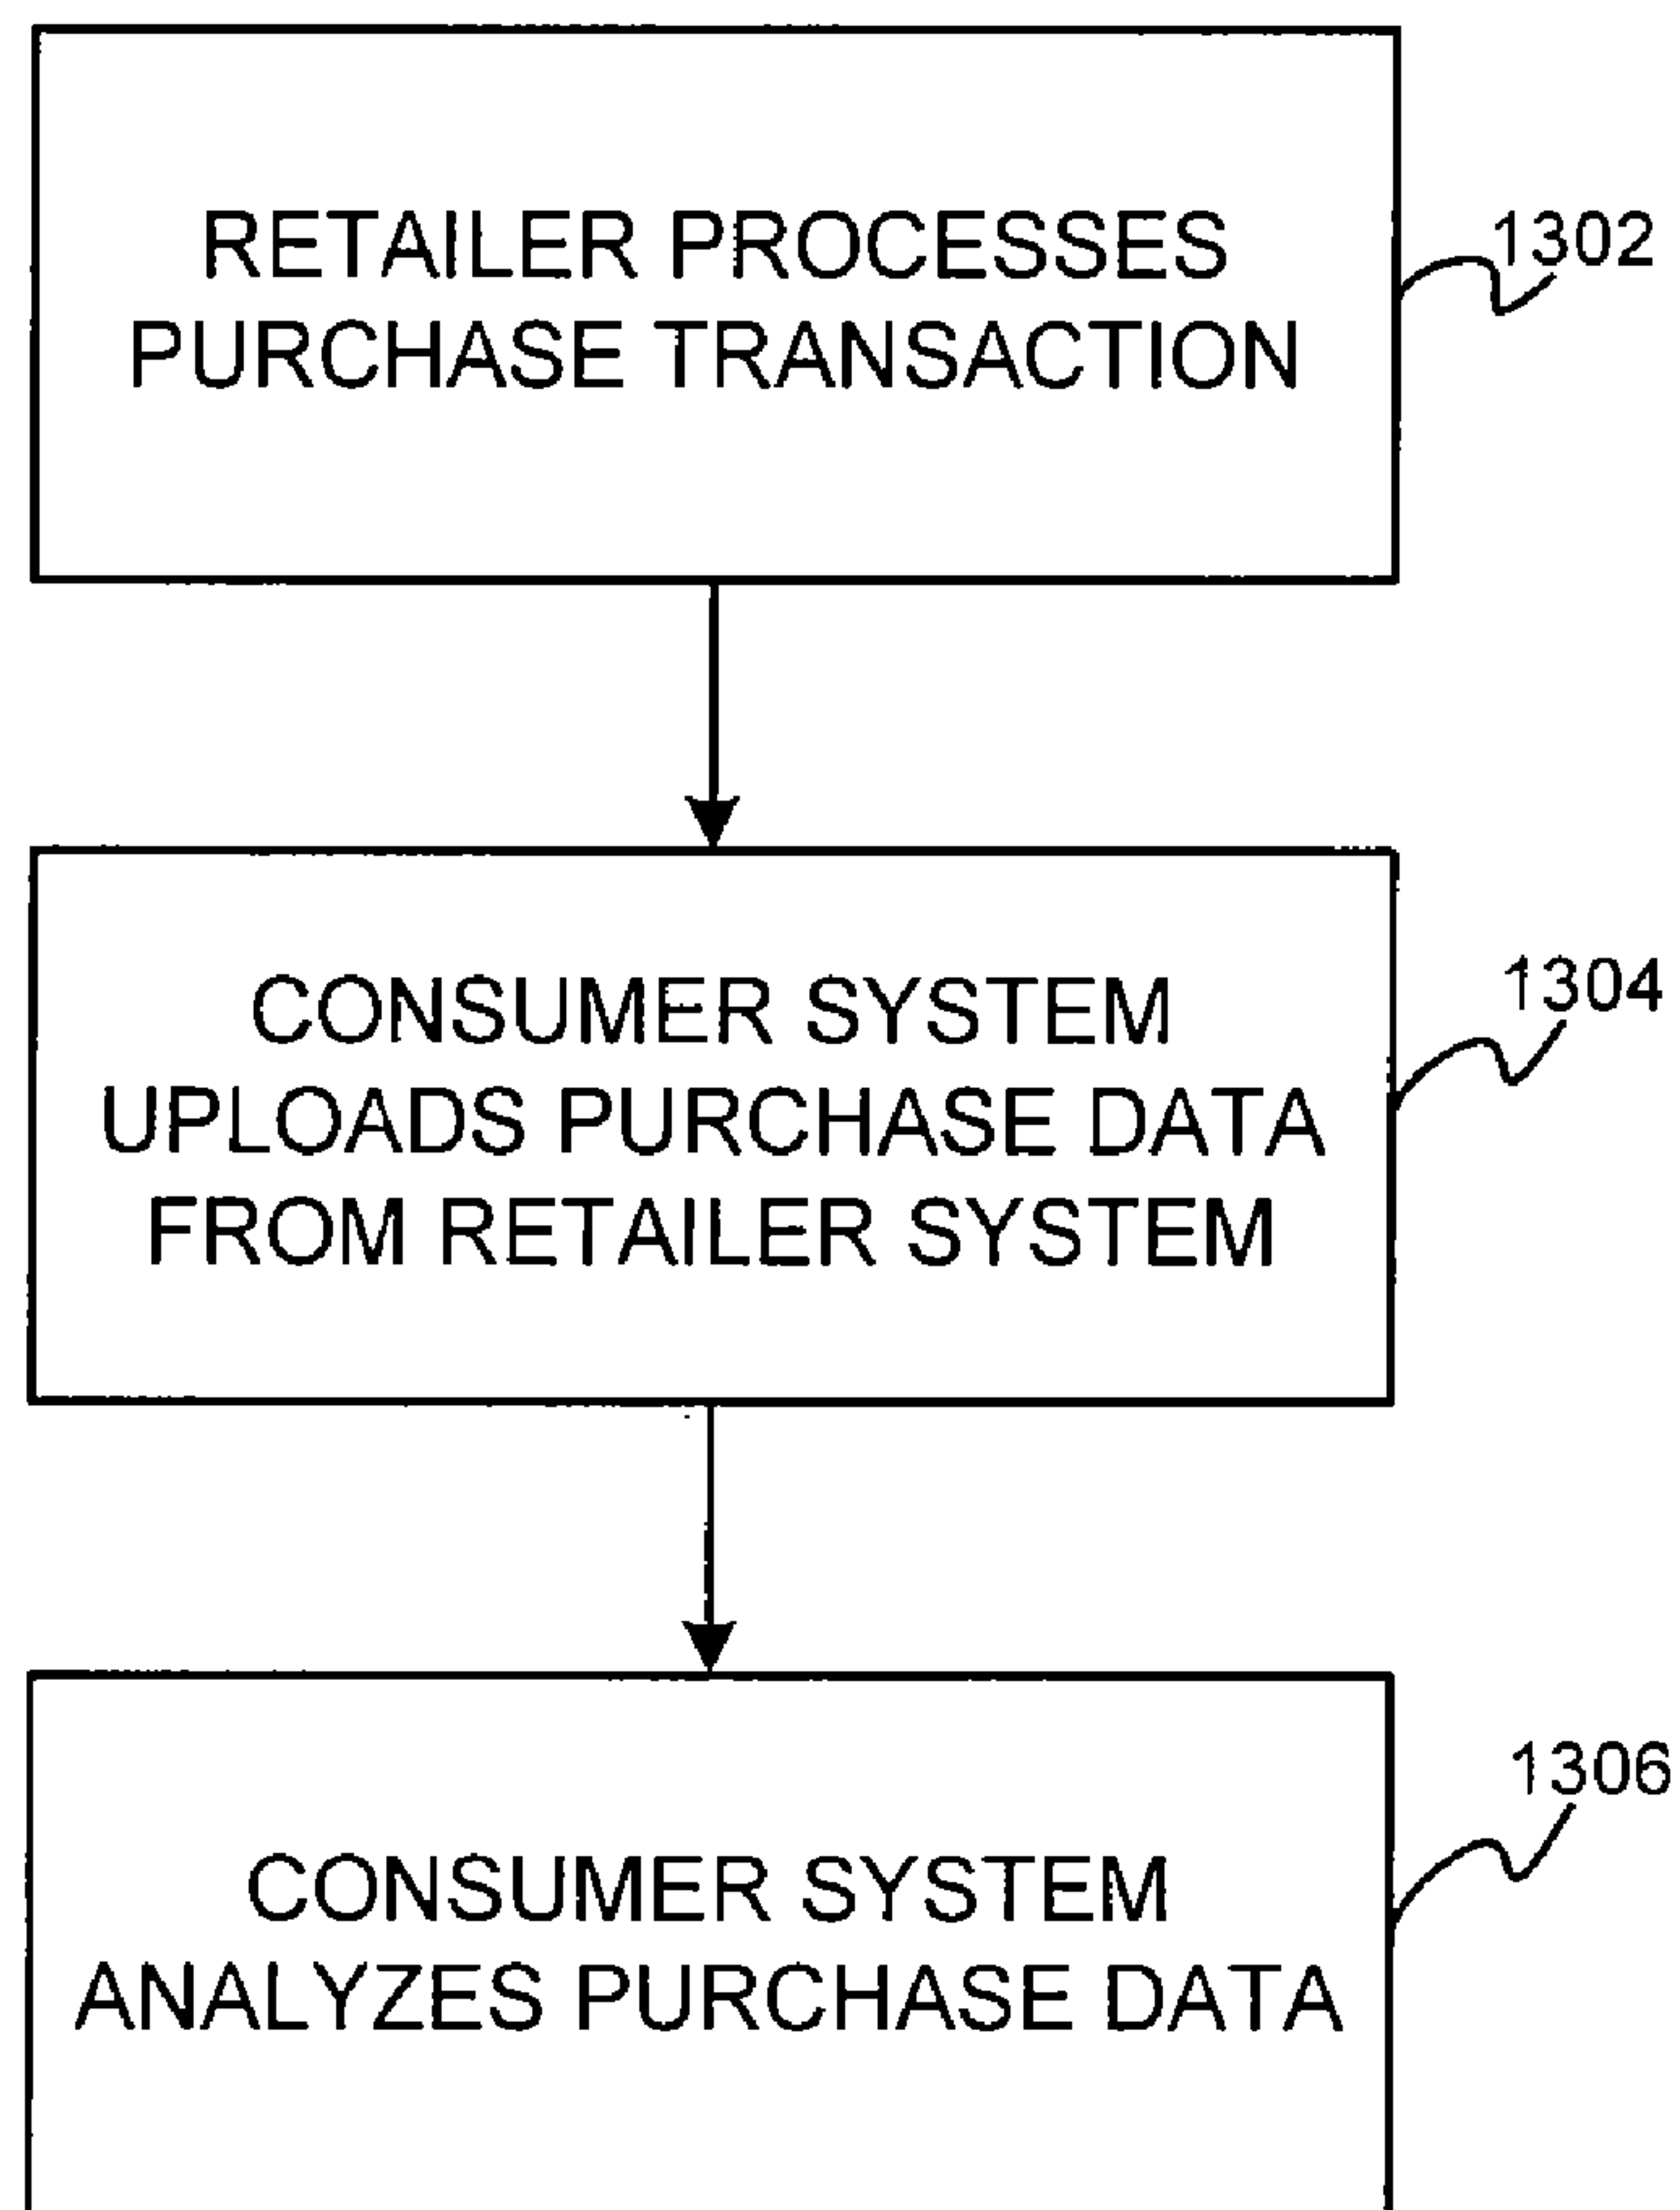 RETAILER PROCESSES
PURCHASE TRANSACTION
1302
CONSUMER SYSTEM
UPLOADS PURCHASE DATA
FROM RETAILER SYSTEM
1304
CONSUMER SYSTEM
ANALYZES PURCHASE DATA
1306